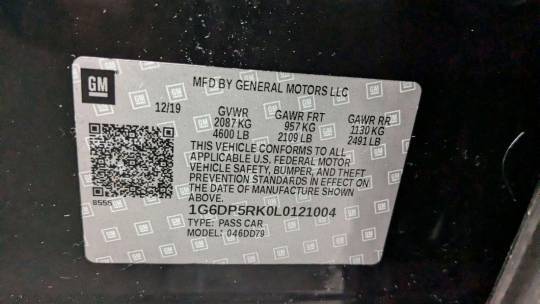 GM
MFD BY GENERAL MOTORS LLC
12/19
GVWR GAWR FRT GAWR RR
2087 KG 957 KG 1130 KG
4600 LB 2109 LB 2491 LB
THIS VEHICLE CONFORMS TO ALL
APPLICABLE U.S. FEDERAL MOTOR
VEHICLE SAFETY, BUMPER, AND THEFT
PREVENTION STANDARDS IN EFFECT ON
THE DATE OF MANUFACTURE SHOWN
ABOVE.
8555
1G6DP5RK0L0121004
TYPE: PASS CAR
MODEL: 046DD79